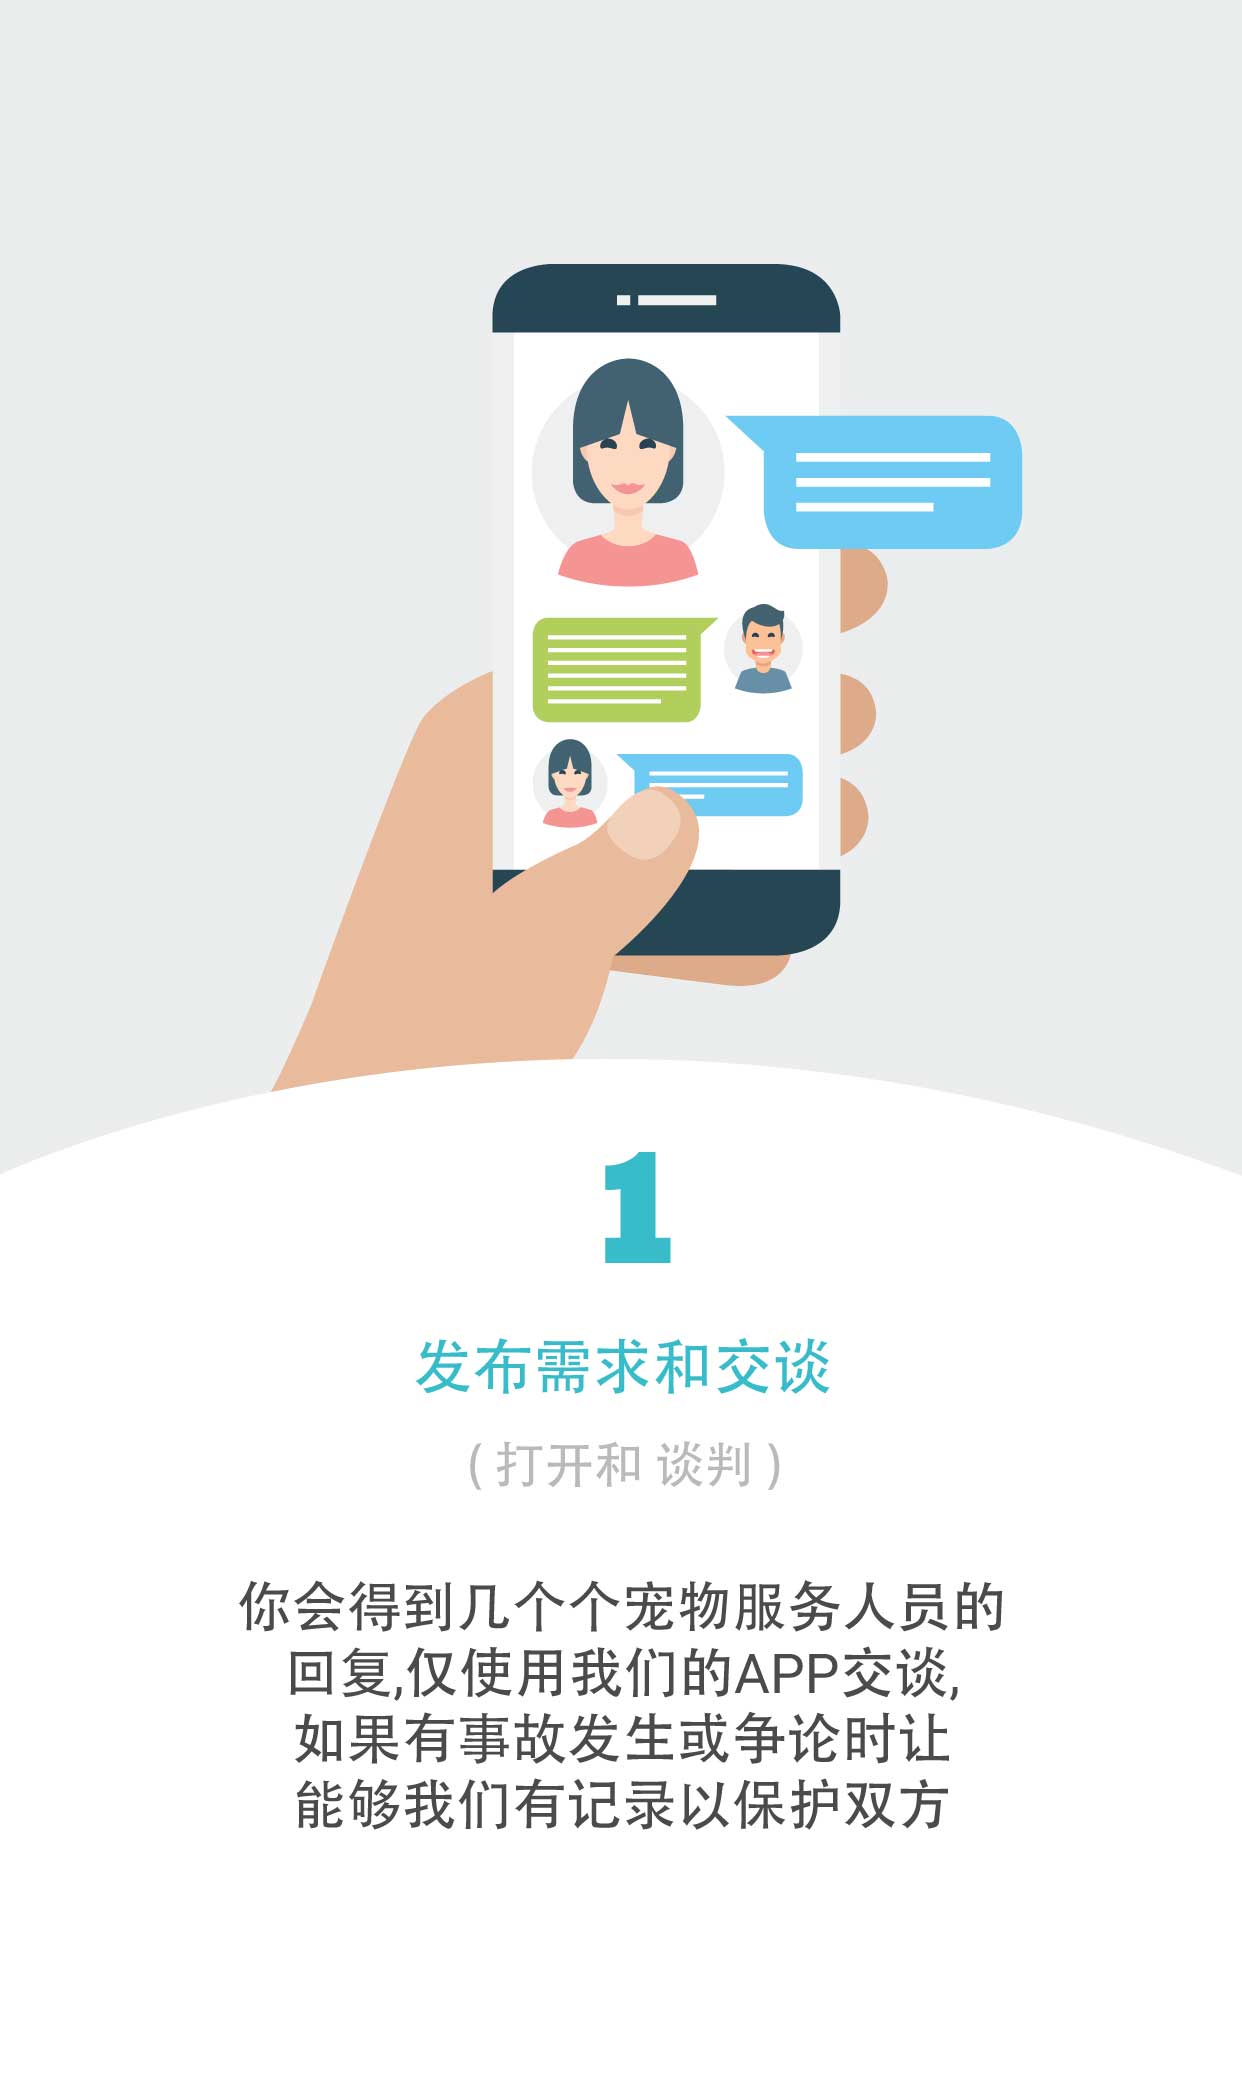 1
发布需求和交谈
( 打开和 谈判 )
你会得到几个个宠物服务人员的
回复,仅使用我们的APP交谈,
如果有事故发生或争论时让
能够我们有记录以保护双方